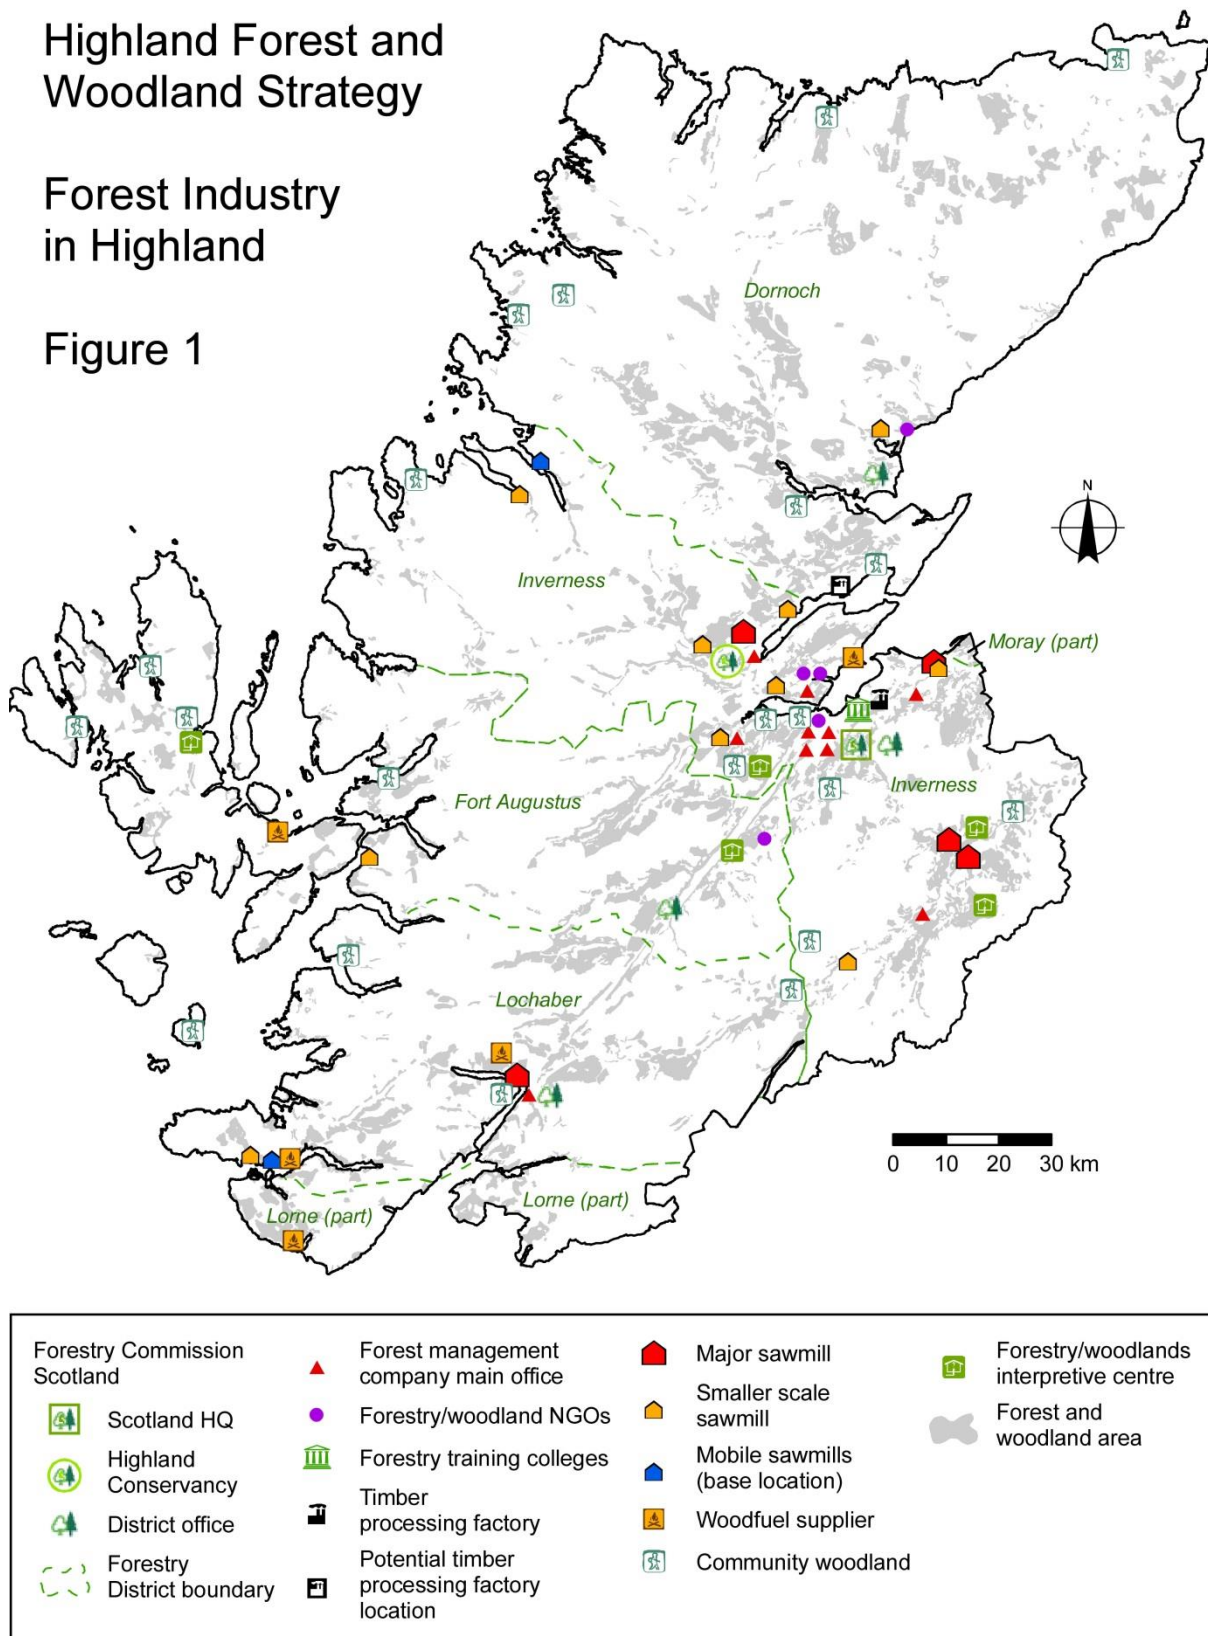 Highland Forest and
Woodland Strategy
Forest Industry
in Highland
Figure 1
Dornoch
N
Inverness
Moray (part)
Fort Augustus
Inverness
Lochaber
Lorne (part)
Lorne (part)
0 10 20 30 km
Forestry Commission
Scotland
Scotland HQ
Highland
Conservancy
District office
Forestry
District boundary
Forest management
company main office
Forestry/woodland NGOs
Forestry training colleges
Timber
processing factory
Potential timber
processing factory
location
Major sawmill
Smaller scale
sawmill
Mobile sawmills
(base location)
Woodfuel supplier
Community woodland
Forestry/woodlands
interpretive centre
Forest and
woodland area